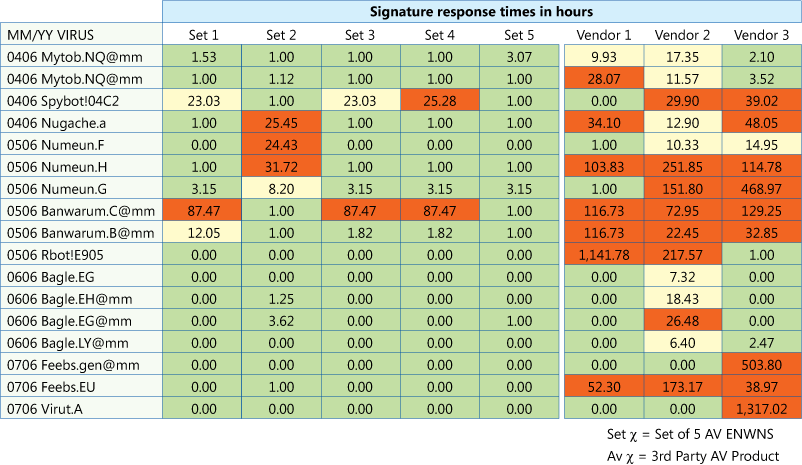 Signature response times in hours
MM/YY VIRUS Set 1 Set 2 Set 3 Set 4 Set 5 Vendor 1 Vendor 2 Vendor 3
0406 Mytob.NQ@mm 1.53 1.00 1.00 1.00 3.07 9.93 17.35 2.10
0406 Mytob.NQ@mm 1.00 1.12 1.00 1.00 1.00 28.07 11.57 3.52
0406 Spybot!04C2 23.03 1.00 23.03 25.28 1.00 0.00 29.90 39.02
0406 Nugache.a 1.00 25.45 1.00 1.00 1.00 34.10 12.90 48.05
0506 Numeun.F 0.00 24.43 0.00 0.00 0.00 1.00 10.33 14.95
0506 Numeun.H 1.00 31.72 1.00 1.00 1.00 103.83 251.85 114.78
0506 Numeun.G 3.15 8.20 3.15 3.15 3.15 1.00 151.80 468.97
0506 Banwarum.C@mm 87.47 1.00 87.47 87.47 1.00 116.73 72.95 129.25
0506 Banwarum.B@mm 12.05 1.00 1.82 1.82 1.00 116.73 22.45 32.85
0506 Rbot!E905 0.00 0.00 0.00 0.00 0.00 1,141.78 217.57 1.00
0606 Bagle.EG 0.00 0.00 0.00 0.00 0.00 0.00 7.32 0.00
0606 Bagle.EH@mm 0.00 1.25 0.00 0.00 0.00 0.00 18.43 0.00
0606 Bagle.EG@mm 0.00 3.62 0.00 0.00 1.00 0.00 26.48 0.00
0606 Bagle.LY@mm 0.00 0.00 0.00 0.00 0.00 0.00 6.40 2.47
0706 Feebs.gen@mm 0.00 0.00 0.00 0.00 0.00 0.00 0.00 503.80
0706 Feebs.EU 0.00 1.00 0.00 0.00 0.00 52.30 173.17 38.97
0706 Virut.A 0.00 0.00 0.00 0.00 0.00 0.00 0.00 1,317.02
Set χ = Set of 5 AV ENWNS
Av χ = 3rd Party AV Product